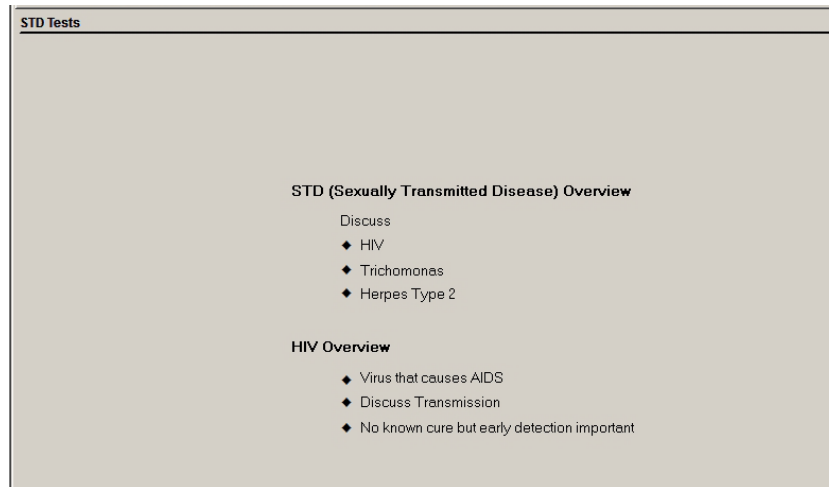 STD Tests
STD (Sexually Transmitted Disease) Overview
Discuss
◆ HIV
◆ Trichomonas
◆ Herpes Type 2
HIV Overview
◆ Virus that causes AIDS
◆ Discuss Transmission
◆ No known cure but early detection important